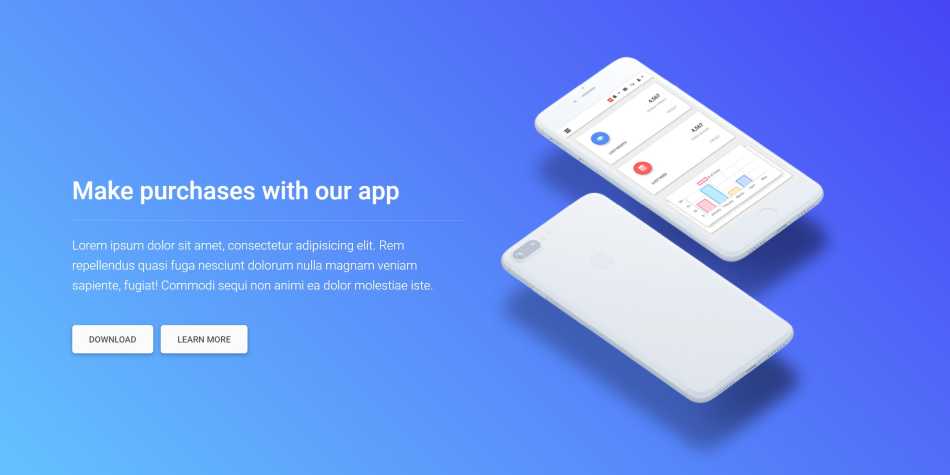 Make purchases with our app
Lorem ipsum dolor sit amet, consectetur adipisicing elit. Rem
repellendus quasi fuga nesciunt dolorum nulla magnam veniam
sapiente, fugiat! Commodi sequi non animi ea dolor molestiae iste.
DOWNLOAD LEARN MORE
4,567
4,567